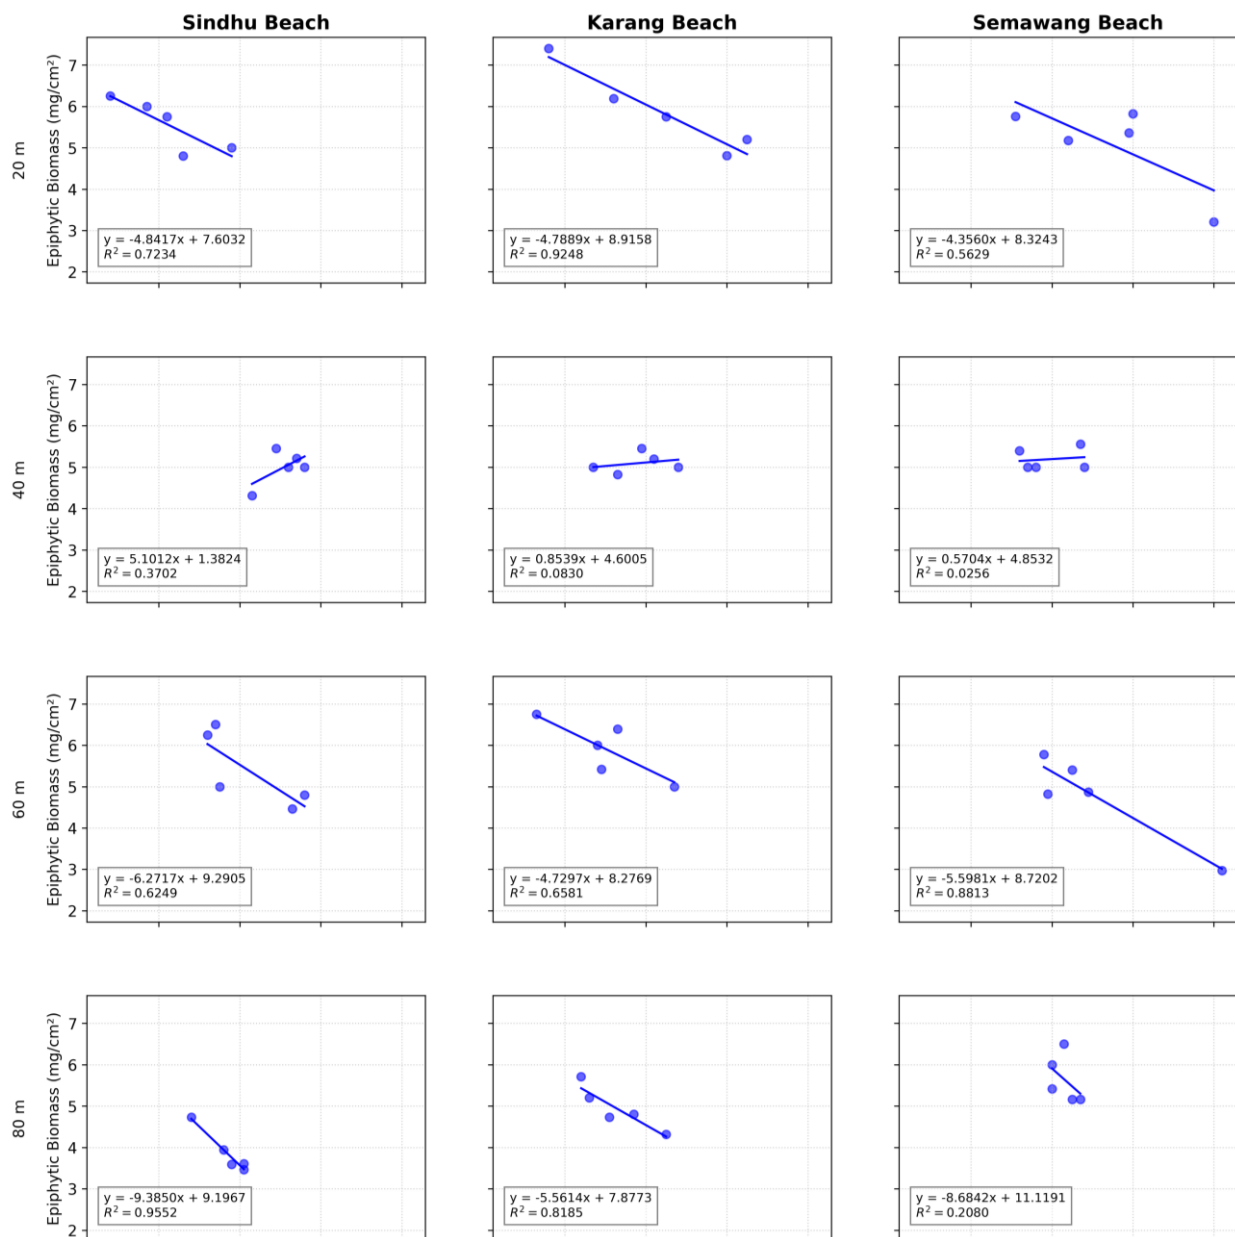 Sindhu Beach Karang Beach Semawang Beach
20 m
Epiphytic Biomass (mg/cm²)
7
6
5
4
3
2
y = -4.8417x + 7.6032
R² = 0.7234
y = -4.7889x + 8.9158
R² = 0.9248
y = -4.3560x + 8.3243
R² = 0.5629
40 m
Epiphytic Biomass (mg/cm²)
7
6
5
4
3
2
y = 5.1012x + 1.3824
R² = 0.3702
y = 0.8539x + 4.6005
R² = 0.0830
y = 0.5704x + 4.8532
R² = 0.0256
60 m
Epiphytic Biomass (mg/cm²)
7
6
5
4
3
2
y = -6.2717x + 9.2905
R² = 0.6249
y = -4.7297x + 8.2769
R² = 0.6581
y = -5.5981x + 8.7202
R² = 0.8813
80 m
Epiphytic Biomass (mg/cm²)
7
6
5
4
3
2
y = -9.3850x + 9.1967
R² = 0.9552
y = -5.5614x + 7.8773
R² = 0.8185
y = -8.6842x + 11.1191
R² = 0.2080